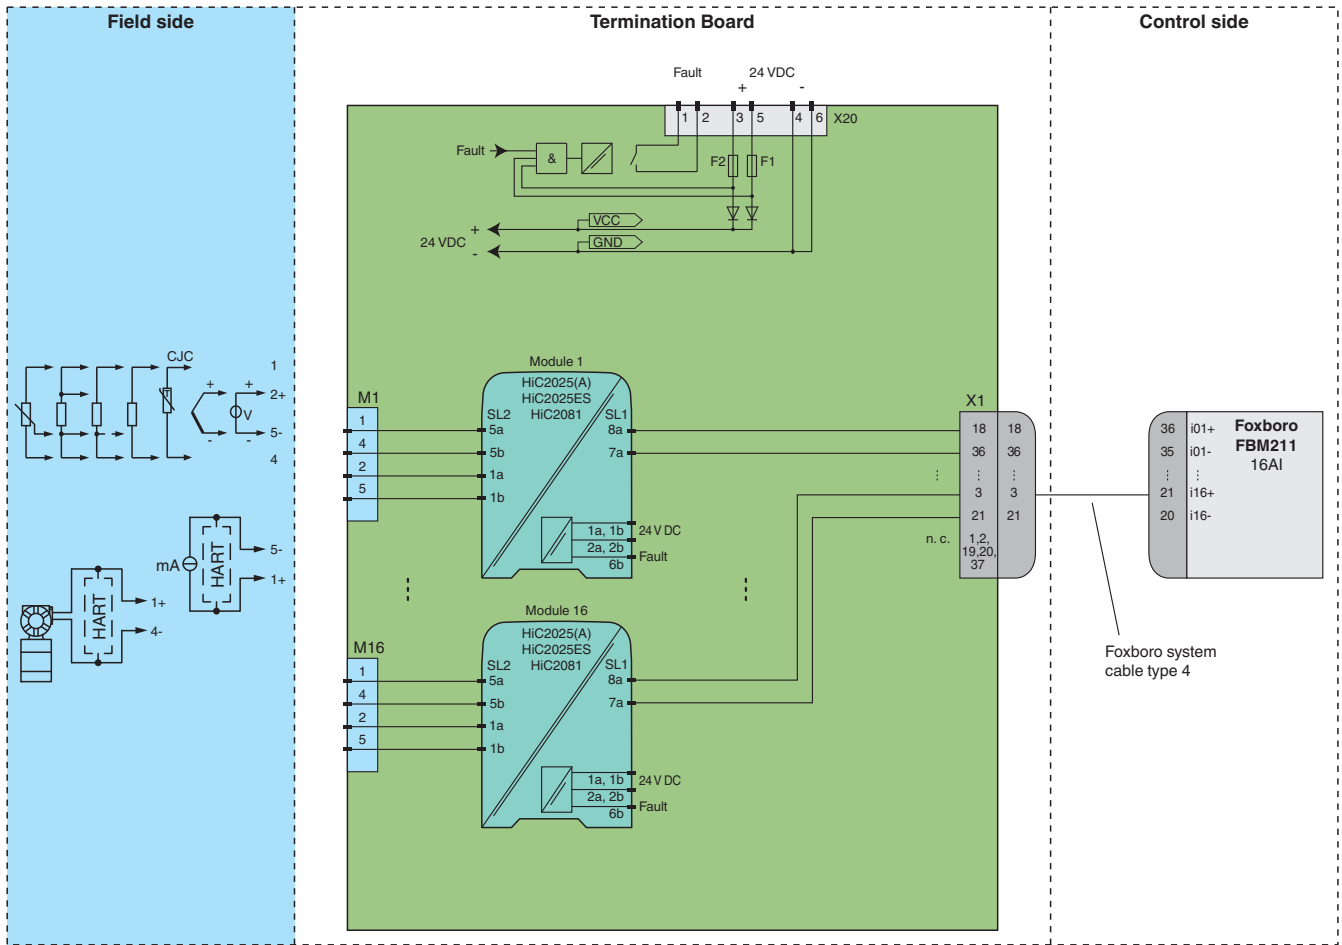 Field side
Termination Board
Control side
Fault
24 VDC
+
-
1
2
3
5
4
6
X20
Fault
&
F2
F1
VCC
GND
+
24 VDC
-
CJC
1
+
+
2+
V
5-
-
-
4
5-
mA
HART
1+
HART
1+
4-
M1
1
4
2
5
Module 1
HiC2025(A)
HiC2025ES
HiC2081
SL2
SL1
5a
8a
5b
7a
1a
1b
1a, 1b
24 V DC
2a, 2b
Fault
6b
M16
1
4
2
5
Module 16
HiC2025(A)
HiC2025ES
HiC2081
SL2
SL1
5a
8a
5b
7a
1a
1b
1a, 1b
24 V DC
2a, 2b
Fault
6b
X1
18
18
36
36
3
3
21
21
n. c.
1,2,
19,20,
37
36
i01+
35
i01-
21
i16+
20
i16-
Foxboro
FBM211
16AI
Foxboro system
cable type 4